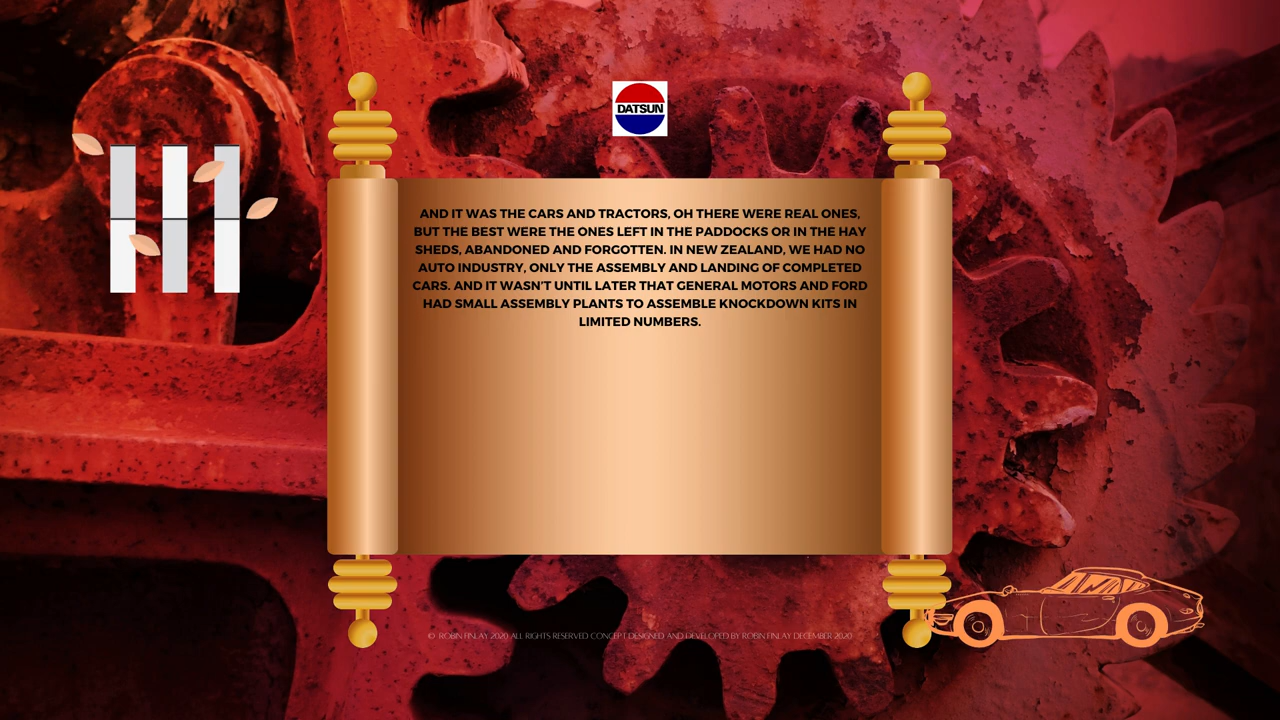 DATSUN
AND IT WAS THE CARS AND TRACTORS, OH THERE WERE REAL ONES,
BUT THE BEST WERE THE ONES LEFT IN THE PADDOCKS OR IN THE HAY
SHEDS, ABANDONED AND FORGOTTEN. IN NEW ZEALAND, WE HAD NO
AUTO INDUSTRY, ONLY THE ASSEMBLY AND LANDING OF COMPLETED
CARS. AND IT WASN'T UNTIL LATER THAT GENERAL MOTORS AND FORD
HAD SMALL ASSEMBLY PLANTS TO ASSEMBLE KNOCKDOWN KITS IN
LIMITED NUMBERS.
© ROBIN FINLAY 2020 ALL RIGHTS RESERVED CONCEPT DESIGNED AND DEVELOPED BY ROBIN FINLAY DECEMBER 2020